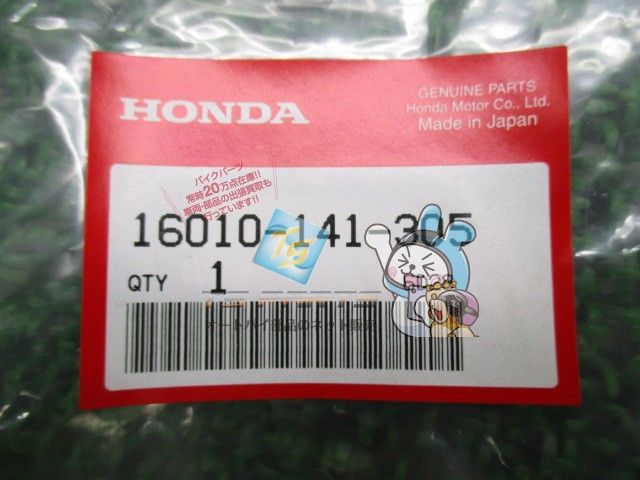 HONDA
GENUINE PARTS
Honda Motor Co., Ltd.
Made in Japan
バイクパーツ
常時20万点在庫!!
車両・部品の出張買取も
行っています!!
16010-141-305
TS
QTY 1
オートバイ部品のネット販売